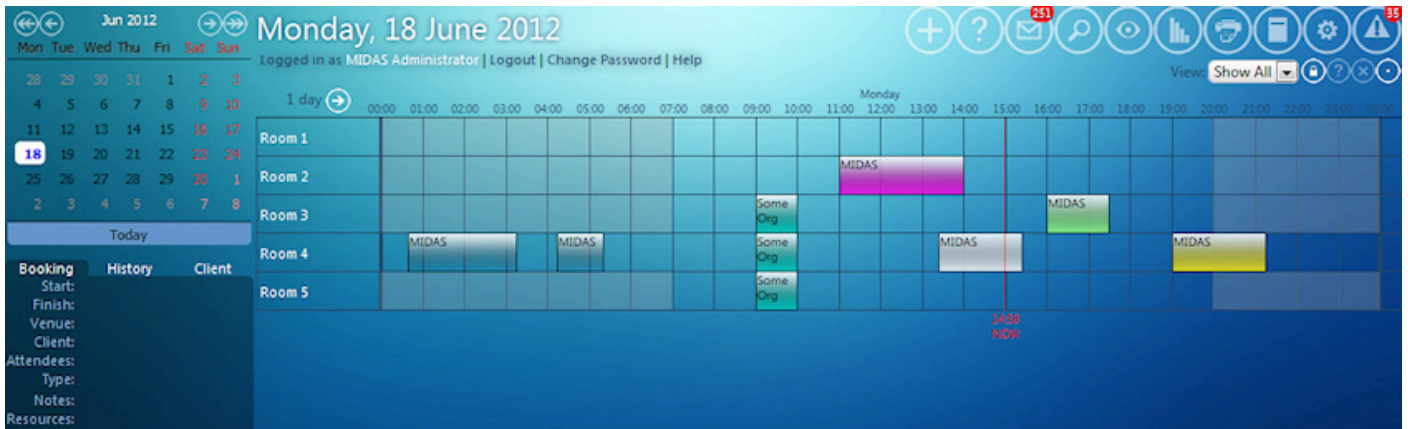 Jun 2012
Mon Tue Wed Thu Fri Sat Sun
28 29 30 31 1 2 3
4 5 6 7 8 9 10
11 12 13 14 15 16 17
18 19 20 21 22 23 24
25 26 27 28 29 30 1
2 3 4 5 6 7 8
Today
Booking History Client
Start:
Finish:
Venue:
Client:
Attendees:
Type:
Notes:
Resources:
Monday, 18 June 2012
251
35
Logged in as MIDAS Administrator | Logout | Change Password | Help
View: Show All
1 day
Monday
00:00 01:00 02:00 03:00 04:00 05:00 06:00 07:00 08:00 09:00 10:00 11:00 12:00 13:00 14:00 15:00 16:00 17:00 18:00 19:00 20:00 21:00 22:00 23:00 00:00
Room 1
Room 2 MIDAS
Room 3 Some MIDAS
Org
Room 4 MIDAS MIDAS Some MIDAS MIDAS
Org
Room 5 Some
Org
14:58
NOW